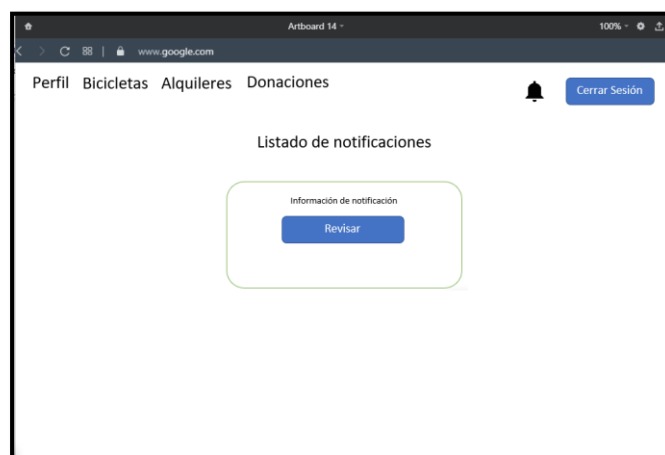 Artboard 14
100%
88
www.google.com
Perfil Bicicletas Alquileres Donaciones
Cerrar Sesión
Listado de notificaciones
Información de notificación
Revisar